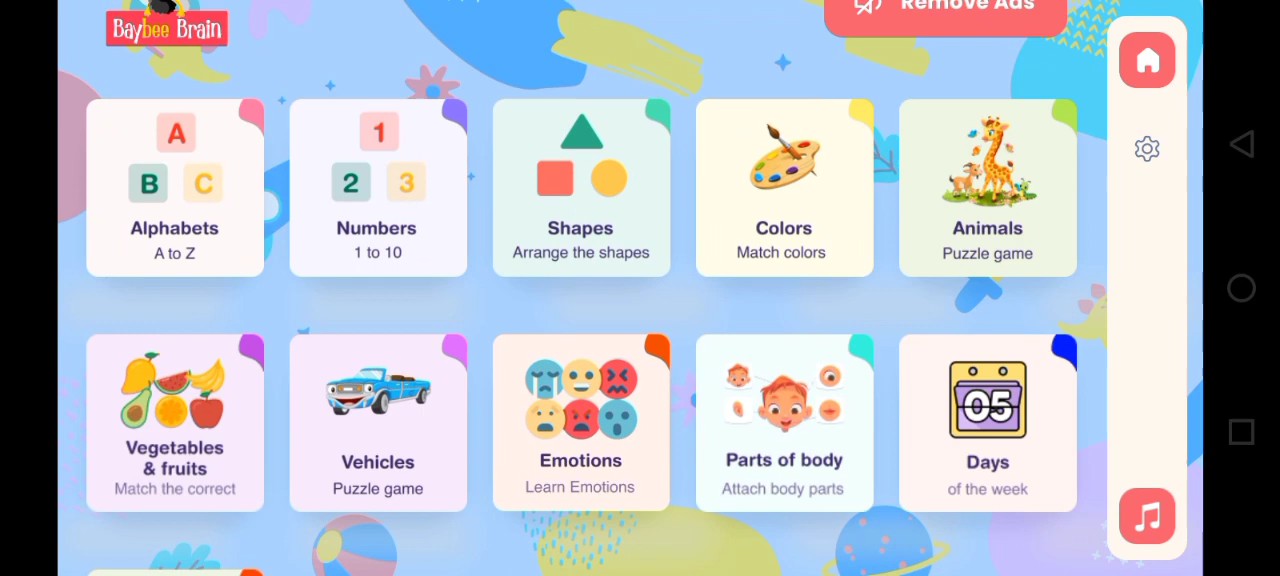 Baybee Brain
Remove Ads
A
B C
Alphabets
A to Z
1
2 3
Numbers
1 to 10
Shapes
Arrange the shapes
Colors
Match colors
Animals
Puzzle game
Vegetables
& fruits
Match the correct
Vehicles
Puzzle game
Emotions
Learn Emotions
Parts of body
Attach body parts
05
Days
of the week